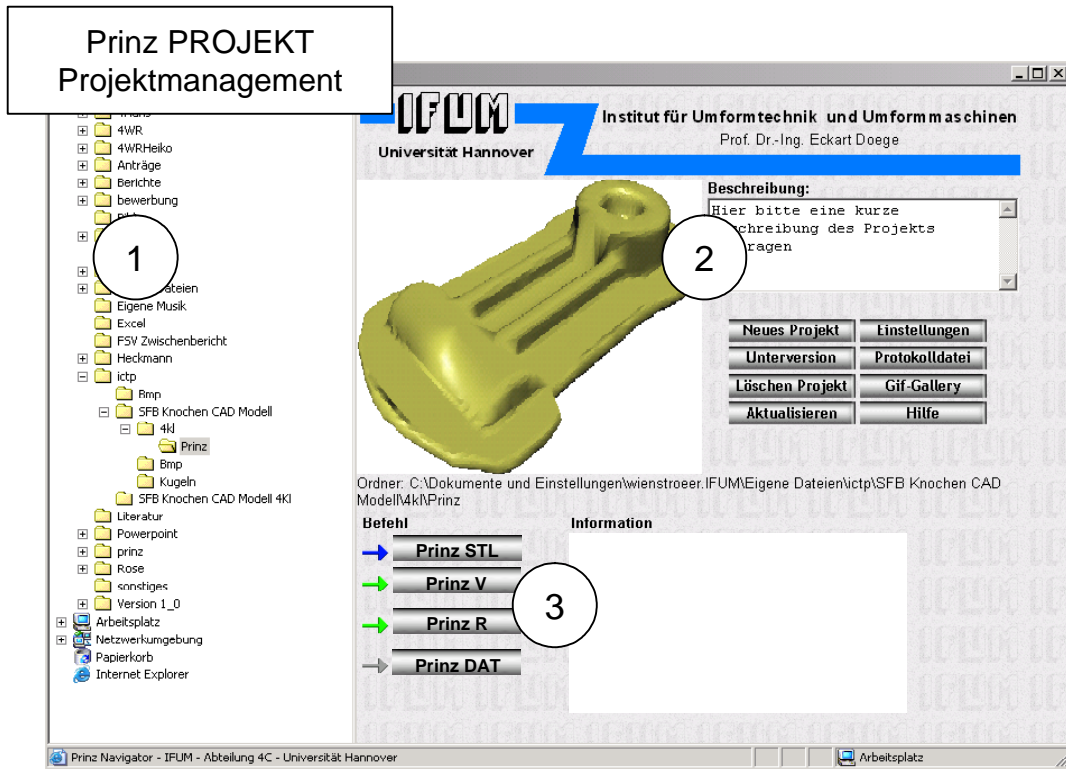 Prinz PROJEKT
Projektmanagement
4WR
4WRHeiko
Anträge
Berichte
bewerbung
1
Eigene Musik
Excel
FSV Zwischenbericht
Heckmann
ictp
Bmp
SFB Knochen CAD Modell
4kl
Prinz
Bmp
Kugeln
SFB Knochen CAD Modell 4Kl
Literatur
Powerpoint
prinz
Rose
sonstiges
Version 1_0
Arbeitsplatz
Netzwerkumgebung
Papierkorb
Internet Explorer
IFUM
Universität Hannover
Institut für Umformtechnik und Umformmaschinen
Prof. Dr.-Ing. Eckart Doege
Beschreibung:
Hier bitte eine kurze
des Projekts
2
Neues Projekt Einstellungen
Unterversion Protokolldatei
Löschen Projekt Gif-Gallery
Aktualisieren Hilfe
Ordner: C:\Dokumente und Einstellungen\wienstroeer.IFUM\Eigene Dateien\ictp\SFB Knochen CAD
Modell\4kl\Prinz
Befehl Information
Prinz STL
Prinz V
Prinz R
Prinz DAT
3
Prinz Navigator - IFUM - Abteilung 4C - Universität Hannover Arbeitsplatz